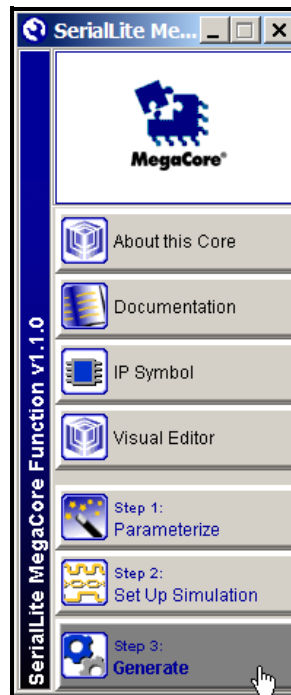 SerialLite Me...
MegaCore®
About this Core
Documentation
IP Symbol
Visual Editor
Step 1:
Parameterize
Step 2:
Set Up Simulation
Step 3:
Generate
SerialLite MegaCore Function v1.1.0